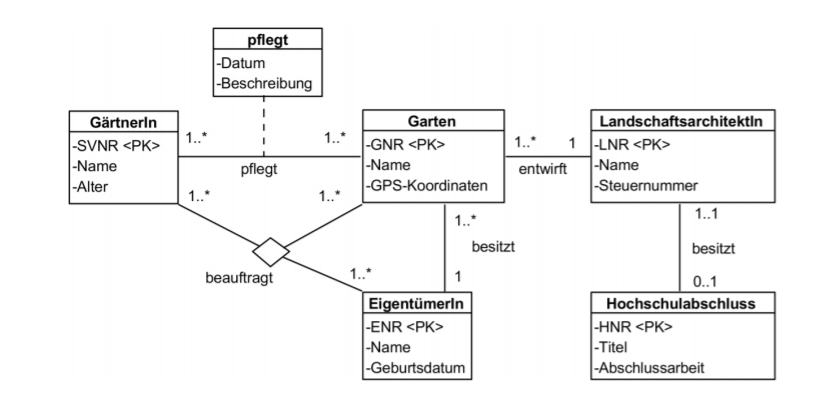 pflegt
-Datum
-Beschreibung
GärtnerIn
-SVNR <PK>
-Name
-Alter
1..*
1..*
pflegt
Garten
-GNR <PK>
-Name
-GPS-Koordinaten
1..*
1
entwirft
LandschaftsarchitektIn
-LNR <PK>
-Name
-Steuernummer
1..*
1..*
1..*
beauftragt
1..*
besitzt
1
1..1
besitzt
0..1
EigentümerIn
-ENR <PK>
-Name
-Geburtsdatum
Hochschulabschluss
-HNR <PK>
-Titel
-Abschlussarbeit